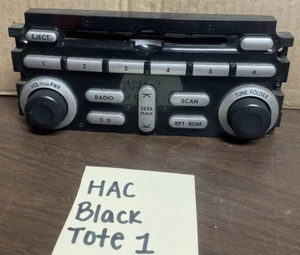 EJECT
1 2 3 4 5 6
VOL/PUSH PWR
RADIO
SCAN
TUNE/FOLDER
SEEK
TRACK
C.D
RPT·RDM
HAC
Black
Tote 1